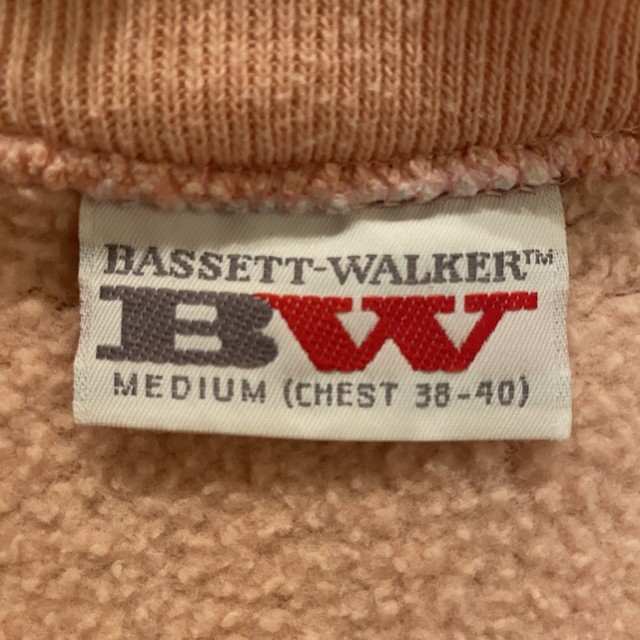 BASSETT-WALKER™
BW
MEDIUM (CHEST 38-40)